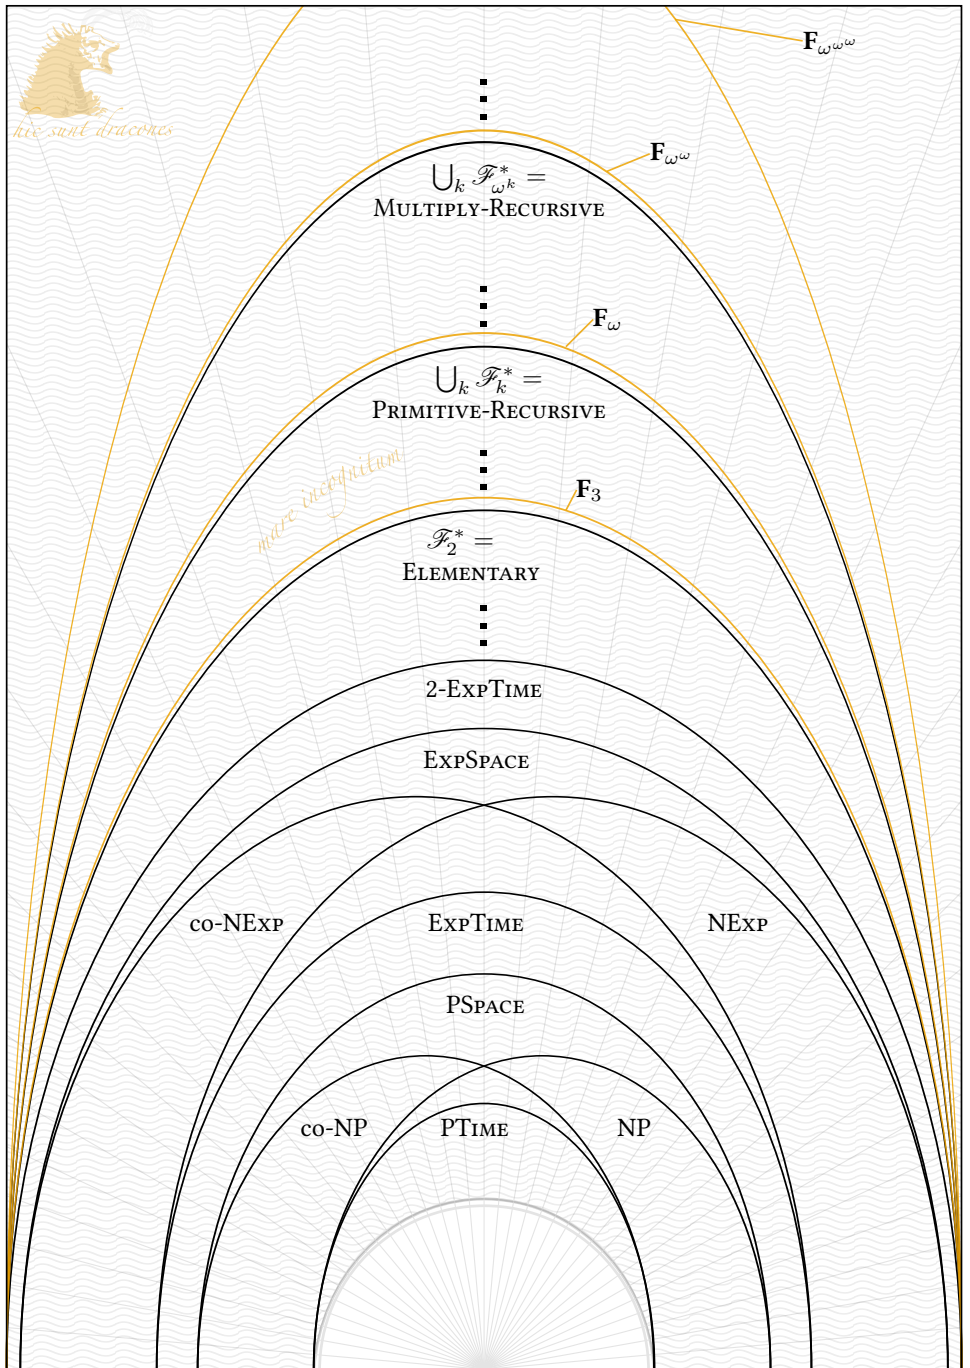 𝐅_{ω^{ω^ω}}
hic sunt dracones
𝐅_{ω^ω}
⋃_k ℱ*_{ω^k} =
Multiply-Recursive
𝐅_ω
⋃_k ℱ*_k =
Primitive-Recursive
mare incognitum
𝐅_3
ℱ*_2 =
Elementary
2-ExpTime
ExpSpace
co-NExp
ExpTime
NExp
PSpace
co-NP
PTime
NP